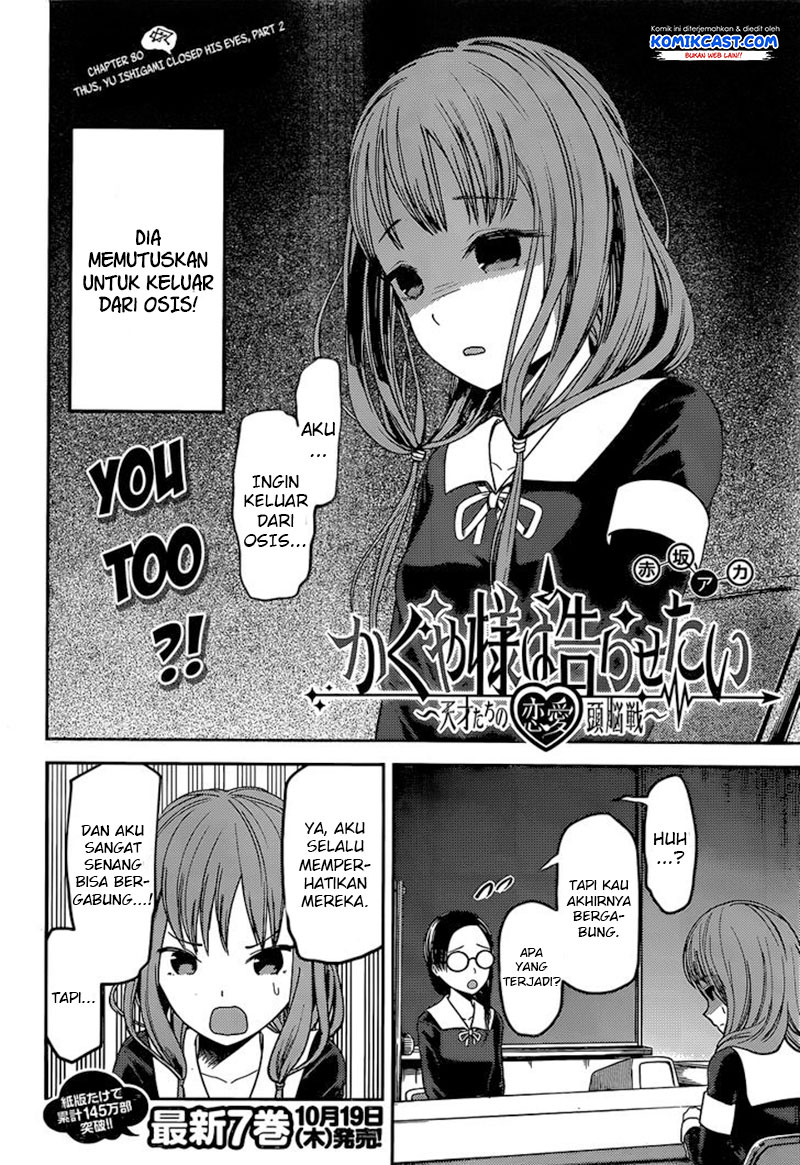 Komik ini diterjemahkan & diedit oleh
KOMIKCAST.COM
BUKAN WEB LAIN!!
CHAPTER 80
THUS, YU ISHIGAMI CLOSED HIS EYES, PART 2
DIA
MEMUTUSKAN
UNTUK KELUAR
DARI OSIS!
AKU
...
INGIN
KELUAR
DARI
OSIS...
YOU
TOO
?!
赤坂アカ
かぐや様は告らせたい
~天才たちの恋愛頭脳戦~
HUH
...?
TAPI KAU
AKHIRNYA
BERGA-
BUNG.
APA
YANG
TERJADI?
YA, AKU
SELALU
MEMPER-
HATIKAN
MEREKA.
DAN AKU
SANGAT
SENANG
BISA BER-
GABUNG...!
TAPI...
紙版だけで
累計145万部
突破!!
最新7巻
10月19日
(木)発売!